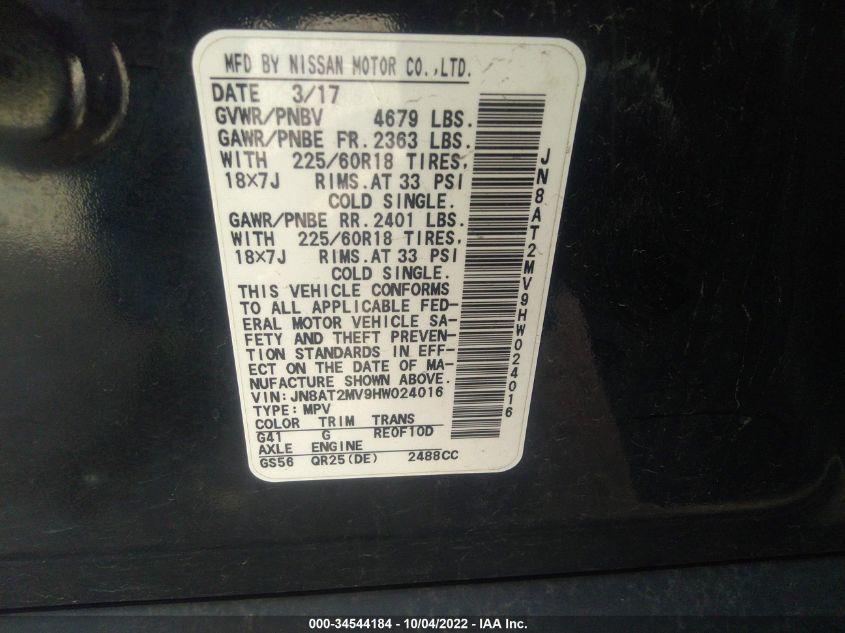 MFD BY NISSAN MOTOR CO.,LTD.
DATE 3/17
GVWR/PNBV 4679 LBS.
GAWR/PNBE FR. 2363 LBS.
WITH 225/60R18 TIRES,
18×7J RIMS. AT 33 PSI
COLD SINGLE.
GAWR/PNBE RR. 2401 LBS.
WITH 225/60R18 TIRES,
18×7J RIMS. AT 33 PSI
COLD SINGLE.
THIS VEHICLE CONFORMS
TO ALL APPLICABLE FED-
ERAL MOTOR VEHICLE SA-
FETY AND THEFT PREVEN-
TION STANDARDS IN EFF-
ECT ON THE DATE OF MA-
NUFACTURE SHOWN ABOVE.
VIN: JN8AT2MV9HW024016
TYPE: MPV
COLOR TRIM TRANS
G41 G RE0F10D
AXLE ENGINE
GS56 QR25(DE) 2488CC
JN8AT2MV9HW024016
000-34544184 - 10/04/2022 - IAA Inc.